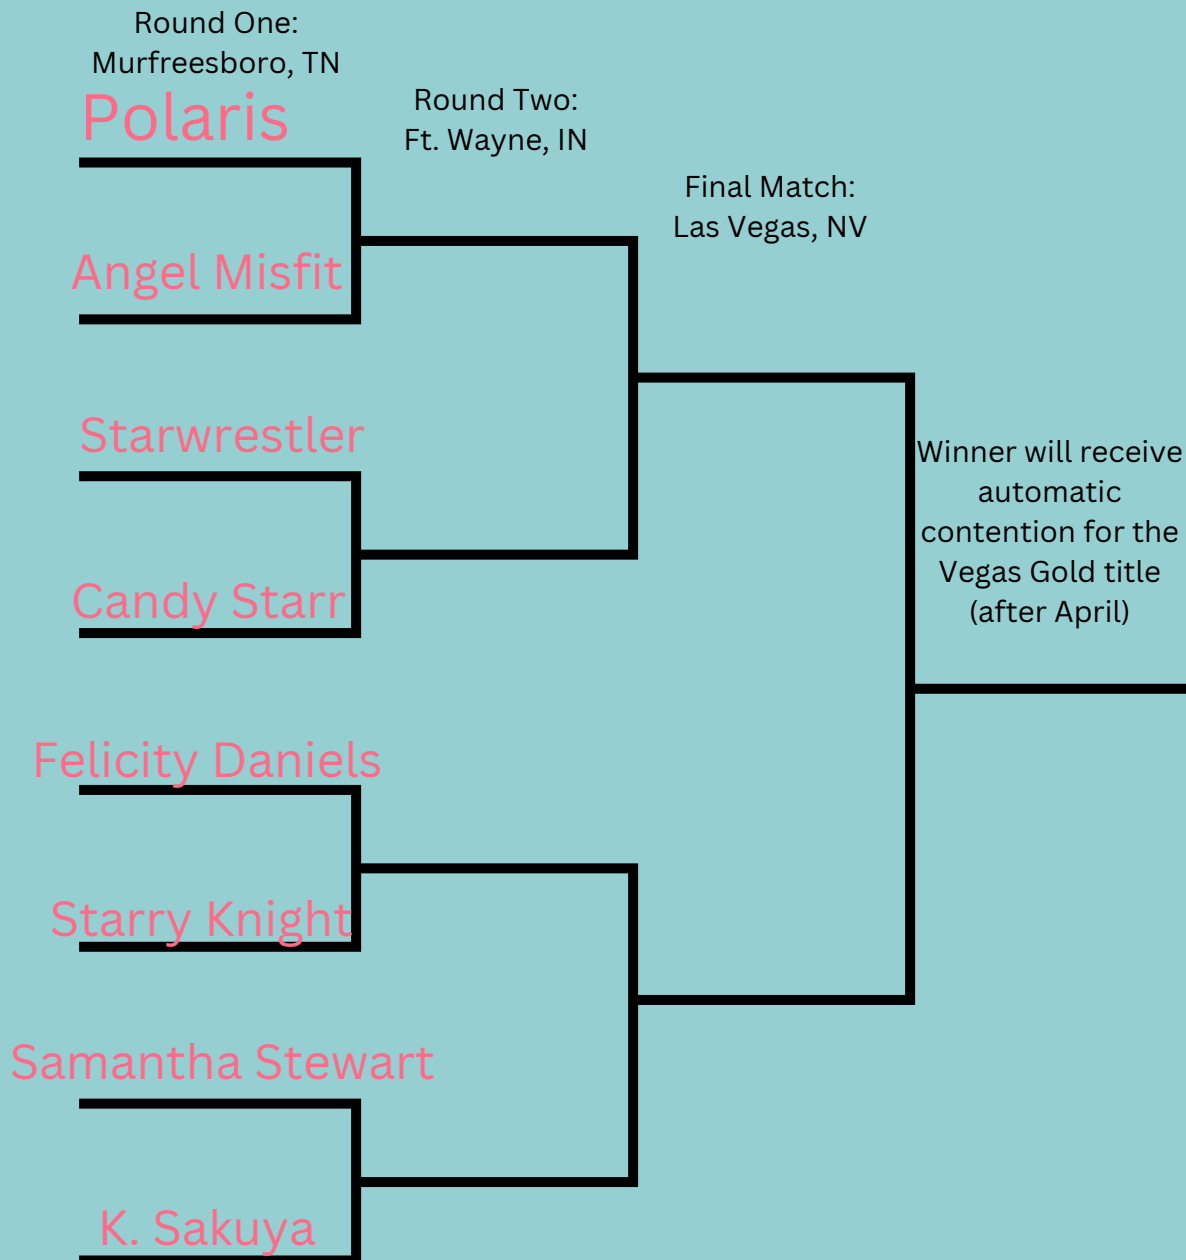 Round One:
Murfreesboro, TN
Polaris
Round Two:
Ft. Wayne, IN
Final Match:
Las Vegas, NV
Angel Misfit
Starwrestler
Winner will receive
automatic
contention for the
Vegas Gold title
(after April)
Candy Starr
Felicity Daniels
Starry Knight
Samantha Stewart
K. Sakuya